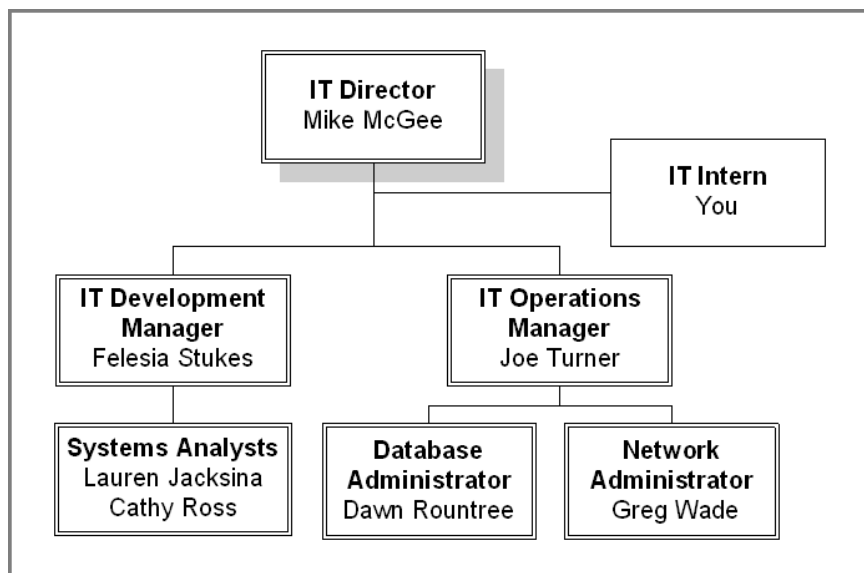 IT Director
Mike McGee
IT Intern
You
IT Development
Manager
Felesia Stukes
IT Operations
Manager
Joe Turner
Systems Analysts
Lauren Jacksina
Cathy Ross
Database
Administrator
Dawn Rountree
Network
Administrator
Greg Wade